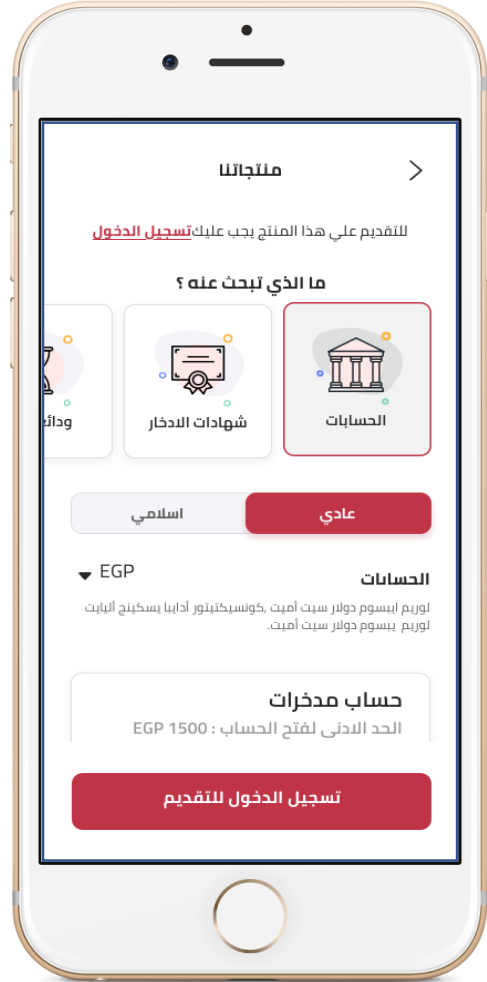 منتجاتنا
للتقديم علي هذا المنتج يجب عليك تسجيل الدخول
ما الذي تبحث عنه ؟
الحسابات
شهادات الادخار
ودائع
عادي
اسلامي
الحسابات
EGP
لوريم ايبسوم دولار سيت أميت ,كونسيكتيتور أدايبا يسكينج أليايت
لوريم يبسوم دولار سيت أميت.
حساب مدخرات
الحد الادنى لفتح الحساب : 1500 EGP
تسجيل الدخول للتقديم